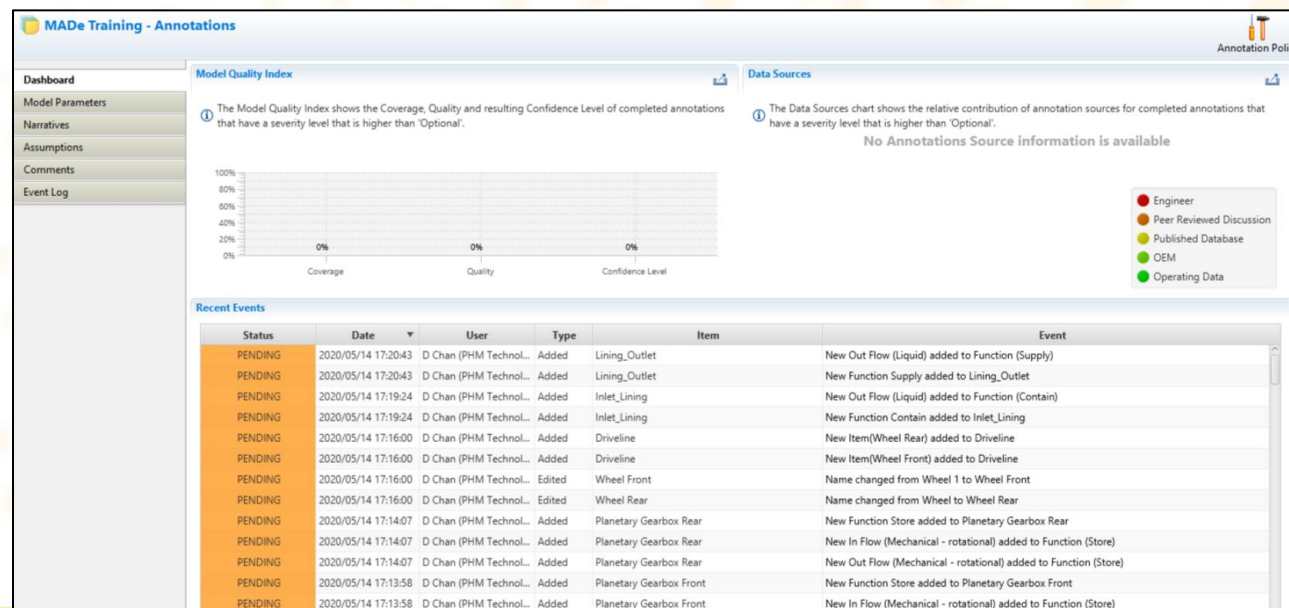 MADe Training - Annotations
Annotation Poli
Dashboard
Model Parameters
Narratives
Assumptions
Comments
Event Log
Model Quality Index
The Model Quality Index shows the Coverage, Quality and resulting Confidence Level of completed annotations
that have a severity level that is higher than 'Optional'.
100%
80%
60%
40%
20%
0%
0% 0% 0%
Coverage Quality Confidence Level
Data Sources
The Data Sources chart shows the relative contribution of annotation sources for completed annotations that
have a severity level that is higher than 'Optional'.
No Annotations Source information is available
Engineer
Peer Reviewed Discussion
Published Database
OEM
Operating Data
Recent Events
Status Date User Type Item Event
PENDING 2020/05/14 17:20:43 D Chan (PHM Technol... Added Lining_Outlet New Out Flow (Liquid) added to Function (Supply)
PENDING 2020/05/14 17:20:43 D Chan (PHM Technol... Added Lining_Outlet New Function Supply added to Lining_Outlet
PENDING 2020/05/14 17:19:24 D Chan (PHM Technol... Added Inlet_Lining New Out Flow (Liquid) added to Function (Contain)
PENDING 2020/05/14 17:19:24 D Chan (PHM Technol... Added Inlet_Lining New Function Contain added to Inlet_Lining
PENDING 2020/05/14 17:16:00 D Chan (PHM Technol... Added Driveline New Item(Wheel Rear) added to Driveline
PENDING 2020/05/14 17:16:00 D Chan (PHM Technol... Added Driveline New Item(Wheel Front) added to Driveline
PENDING 2020/05/14 17:16:00 D Chan (PHM Technol... Edited Wheel Front Name changed from Wheel 1 to Wheel Front
PENDING 2020/05/14 17:16:00 D Chan (PHM Technol... Edited Wheel Rear Name changed from Wheel to Wheel Rear
PENDING 2020/05/14 17:14:07 D Chan (PHM Technol... Added Planetary Gearbox Rear New Function Store added to Planetary Gearbox Rear
PENDING 2020/05/14 17:14:07 D Chan (PHM Technol... Added Planetary Gearbox Rear New In Flow (Mechanical - rotational) added to Function (Store)
PENDING 2020/05/14 17:14:07 D Chan (PHM Technol... Added Planetary Gearbox Rear New Out Flow (Mechanical - rotational) added to Function (Store)
PENDING 2020/05/14 17:13:58 D Chan (PHM Technol... Added Planetary Gearbox Front New Function Store added to Planetary Gearbox Front
PENDING 2020/05/14 17:13:58 D Chan (PHM Technol... Added Planetary Gearbox Front New In Flow (Mechanical - rotational) added to Function (Store)